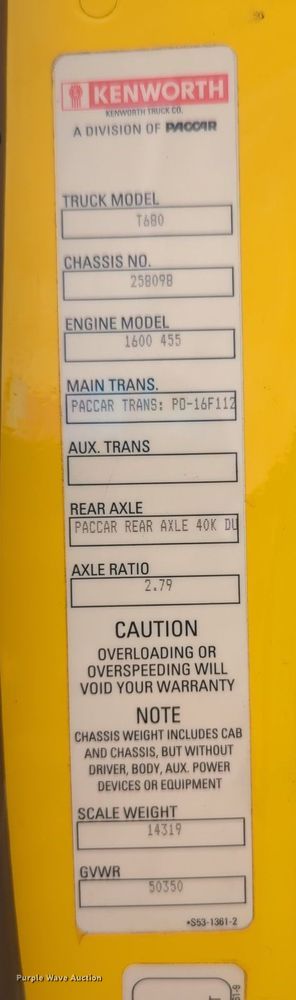 KENWORTH
KENWORTH TRUCK CO.
A DIVISION OF PACCAR
TRUCK MODEL
T680
CHASSIS NO.
258098
ENGINE MODEL
1600 455
MAIN TRANS.
PACCAR TRANS: PO-16F112
AUX. TRANS
REAR AXLE
PACCAR REAR AXLE 40K DU
AXLE RATIO
2.79
CAUTION
OVERLOADING OR
OVERSPEEDING WILL
VOID YOUR WARRANTY
NOTE
CHASSIS WEIGHT INCLUDES CAB
AND CHASSIS, BUT WITHOUT
DRIVER, BODY, AUX. POWER
DEVICES OR EQUIPMENT
SCALE WEIGHT
14319
GVWR
50350
*S53-1361-2
Purple Wave Auction